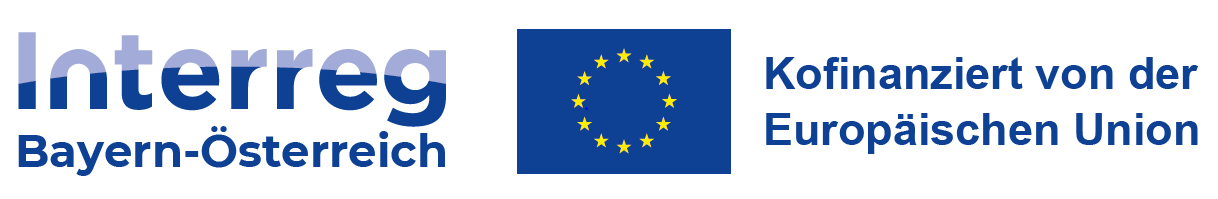 Interreg
Bayern-Österreich
Kofinanziert von der
Europäischen Union